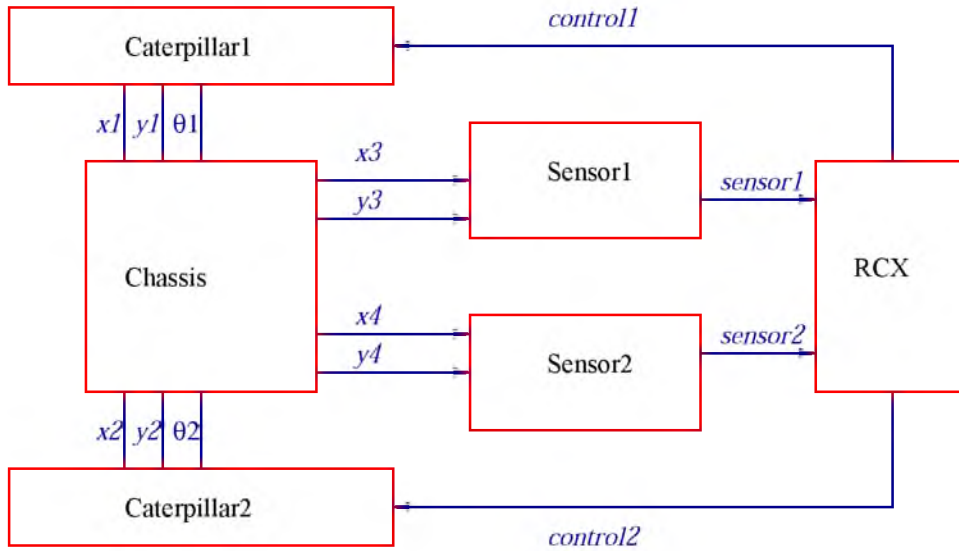 control1
Caterpillar1
x1 y1 θ1
x3
Sensor1
sensor1
y3
Chassis
RCX
x4
sensor2
y4
Sensor2
x2 y2 θ2
Caterpillar2
control2